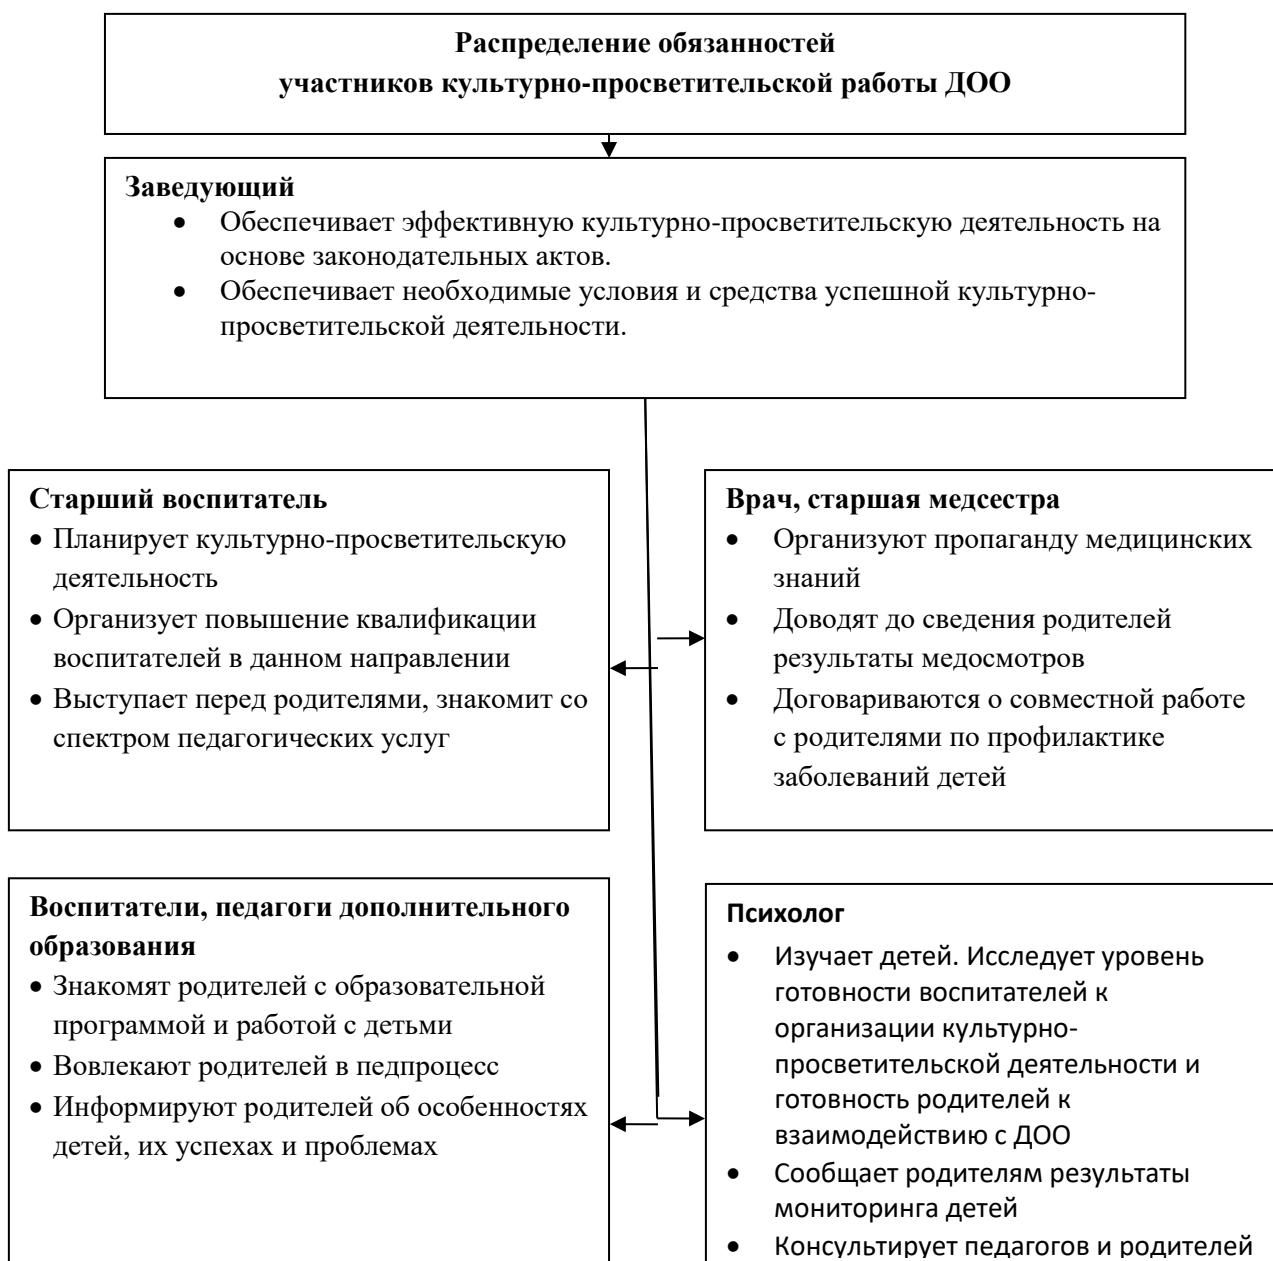 Распределение обязанностей
участников культурно-просветительской работы ДОО
Заведующий
• Обеспечивает эффективную культурно-просветительскую деятельность на
основе законодательных актов.
• Обеспечивает необходимые условия и средства успешной культурно-
просветительской деятельности.
Старший воспитатель
• Планирует культурно-просветительскую
деятельность
• Организует повышение квалификации
воспитателей в данном направлении
• Выступает перед родителями, знакомит со
спектром педагогических услуг
Врач, старшая медсестра
• Организуют пропаганду медицинских
знаний
• Доводят до сведения родителей
результаты медосмотров
• Договариваются о совместной работе
с родителями по профилактике
заболеваний детей
Воспитатели, педагоги дополнительного
образования
• Знакомят родителей с образовательной
программой и работой с детьми
• Вовлекают родителей в педпроцесс
• Информируют родителей об особенностях
детей, их успехах и проблемах
Психолог
• Изучает детей. Исследует уровень
готовности воспитателей к
организации культурно-
просветительской деятельности и
готовность родителей к
взаимодействию с ДОО
• Сообщает родителям результаты
мониторинга детей
• Консультирует педагогов и родителей